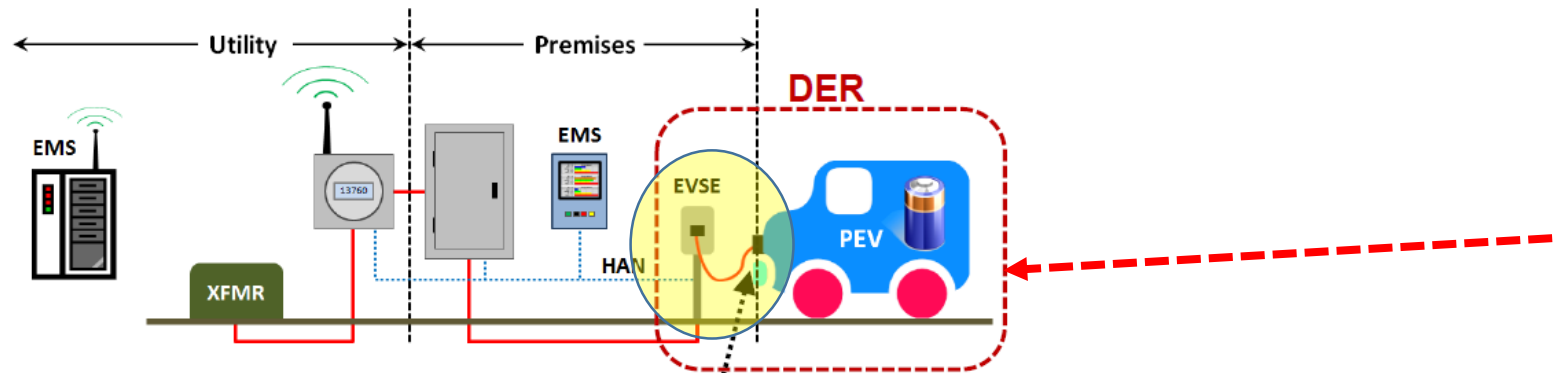 Utility
Premises
DER
EMS
EMS
13760
EVSE
PEV
HAN
XFMR